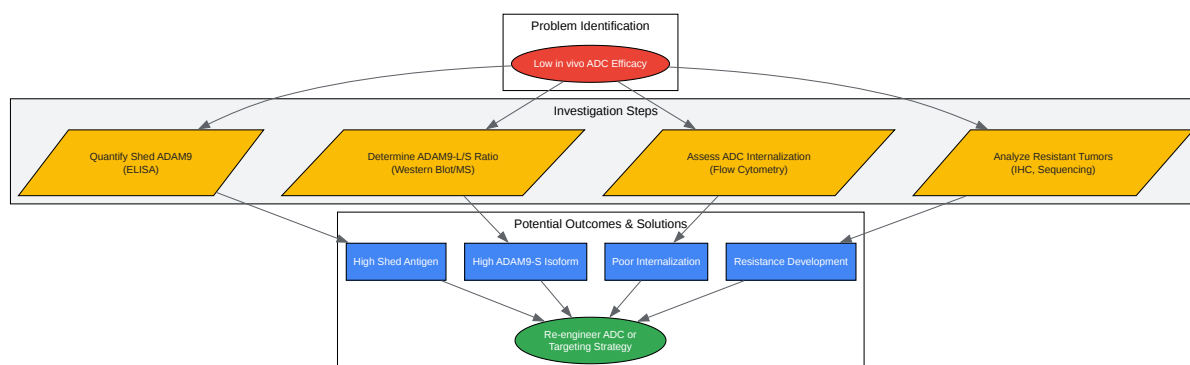 Problem Identification
Low in vivo ADC Efficacy
Investigation Steps
Quantify Shed ADAM9
(ELISA)
Determine ADAM9-L/S Ratio
(Western Blot/MS)
Assess ADC Internalization
(Flow Cytometry)
Analyze Resistant Tumors
(IHC, Sequencing)
Potential Outcomes & Solutions
High Shed Antigen
High ADAM9-S Isoform
Poor Internalization
Resistance Development
Re-engineer ADC or
Targeting Strategy